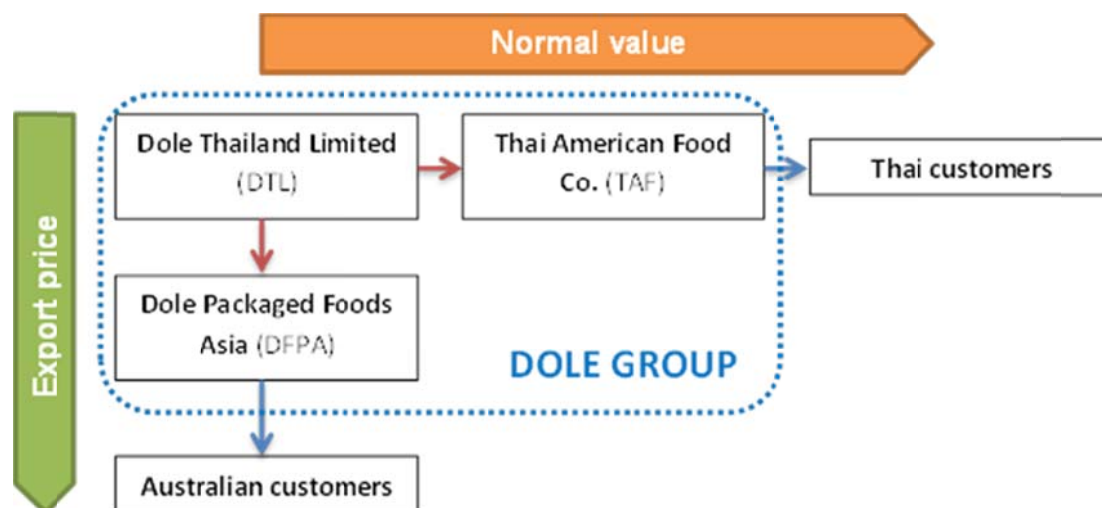 Normal value
Export price
Dole Thailand Limited
(DTL)
Thai American Food
Co. (TAF)
Thai customers
Dole Packaged Foods
Asia (DFPA)
DOLE GROUP
Australian customers